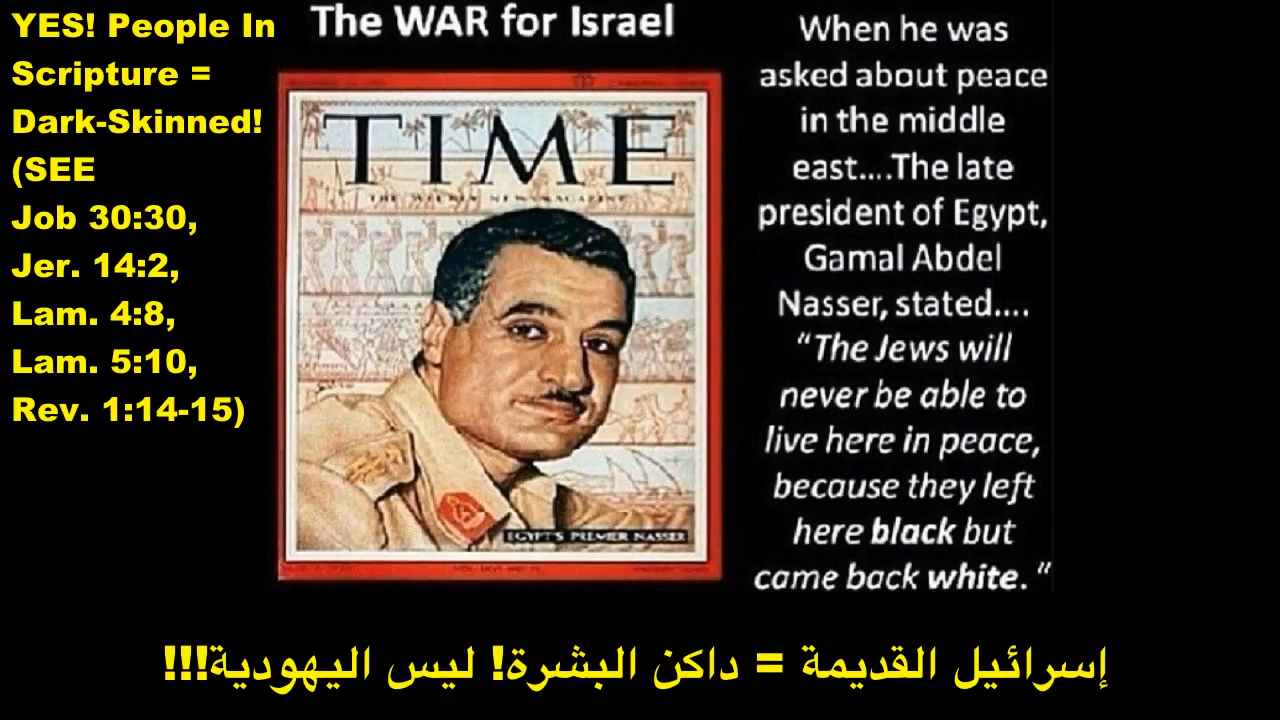 YES! People In
Scripture =
Dark-Skinned!
(SEE
Job 30:30,
Jer. 14:2,
Lam. 4:8,
Lam. 5:10,
Rev. 1:14-15)
The WAR for Israel
TIME
THE WEEKLY NEWSMAGAZINE
EGYPT'S PREMIER NASSER
When he was
asked about peace
in the middle
east....The late
president of Egypt,
Gamal Abdel
Nasser, stated....
“The Jews will
never be able to
live here in peace,
because they left
here black but
came back white. “
إسرائيل القديمة = داكن البشرة! ليس اليهودية!!!